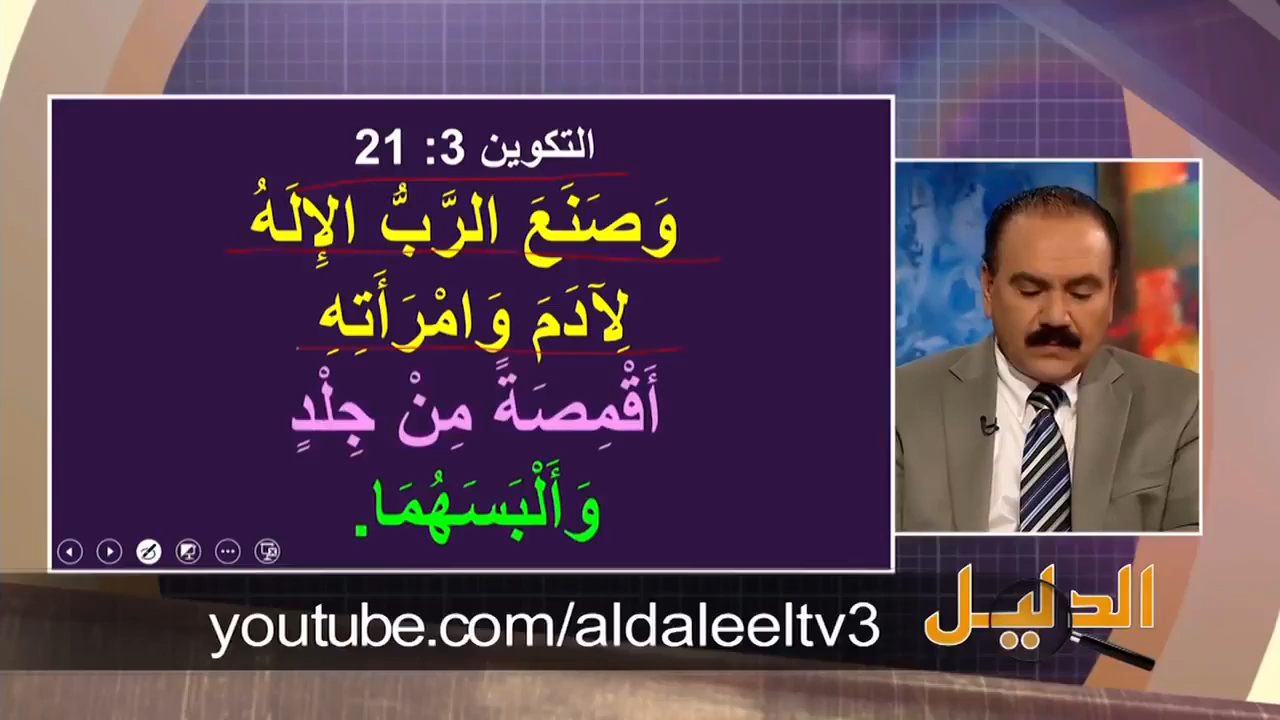 التكوين 3: 21
وَصَنَعَ الرَّبُّ الإِلَهُ
لِآدَمَ وَامْرَأَتِهِ
أَقْمِصَةً مِنْ جِلْدٍ
وَأَلْبَسَهُمَا.
youtube.com/aldaleeltv3
الدليل